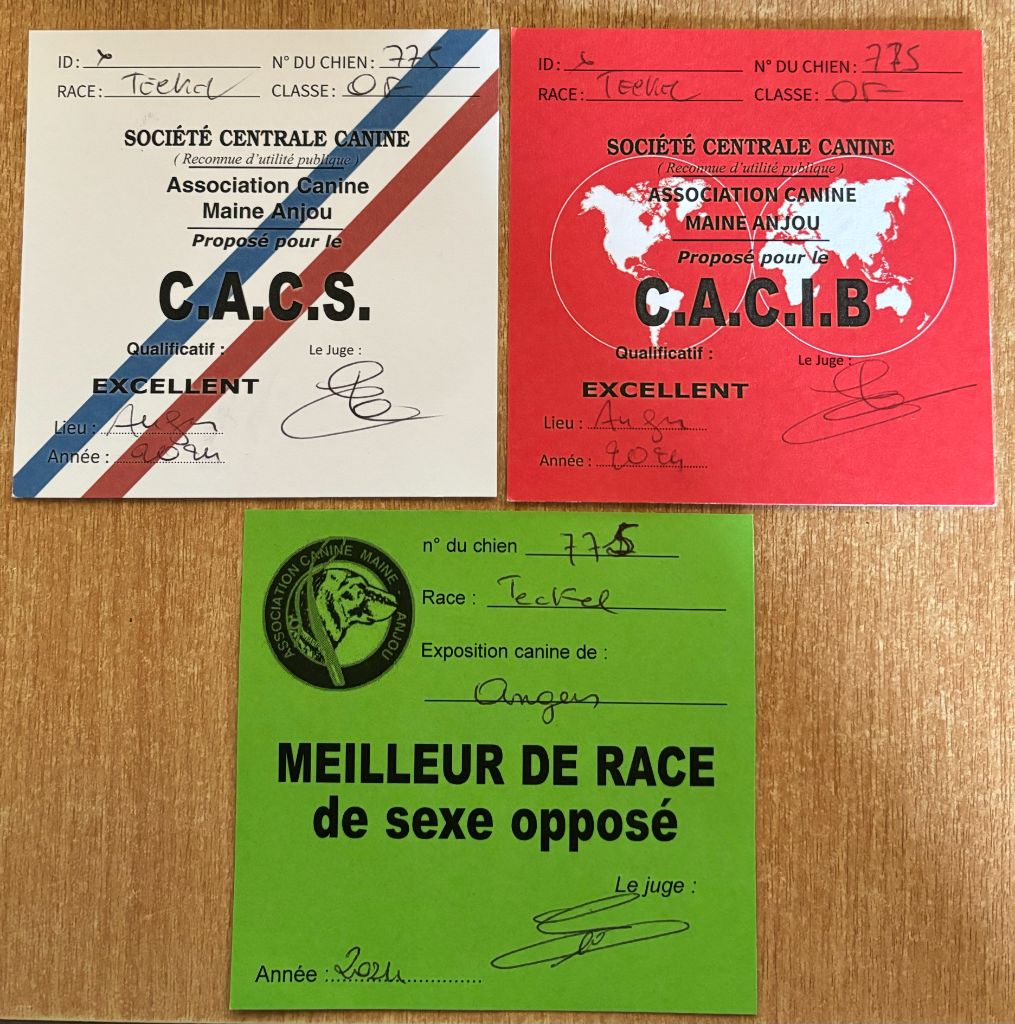 ID: x N° DU CHIEN: 775
RACE: Teckel CLASSE: OF
SOCIÉTÉ CENTRALE CANINE
( Reconnue d'utilité publique )
Association Canine
Maine Anjou
Proposé pour le
C.A.C.S.
Qualificatif : Le Juge :
EXCELLENT
Lieu : Angers
Année : 2024
ID: x N° DU CHIEN: 775
RACE: Teckel CLASSE: OF
SOCIÉTÉ CENTRALE CANINE
( Reconnue d'utilité publique )
ASSOCIATION CANINE
MAINE ANJOU
Proposé pour le
C.A.C.I.B
Qualificatif : Le Juge :
EXCELLENT
Lieu : Angers
Année : 2024
ASSOCIATION CANINE MAINE ANJOU
n° du chien 775
Race : Teckel
Exposition canine de :
Angers
MEILLEUR DE RACE
de sexe opposé
Le juge :
Année : 2024